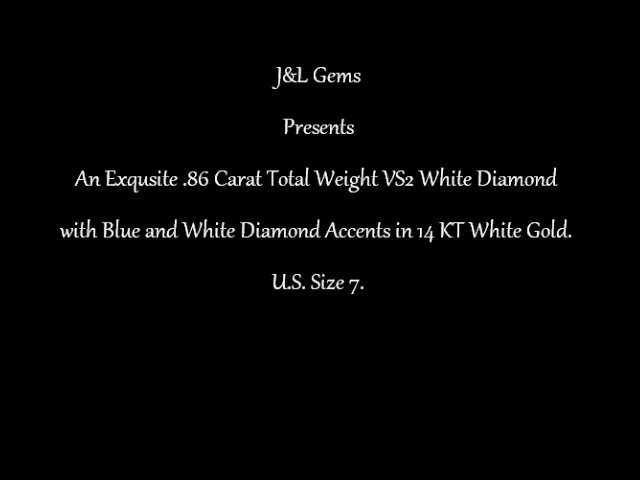 J&L Gems
Presents
An Exqusite .86 Carat Total Weight VS2 White Diamond
with Blue and White Diamond Accents in 14 KT White Gold.
U.S. Size 7.